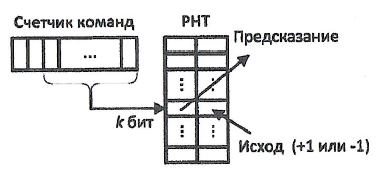 Счетчик команд
PHT
Предсказание
...
k бит
Исход (+1 или -1)